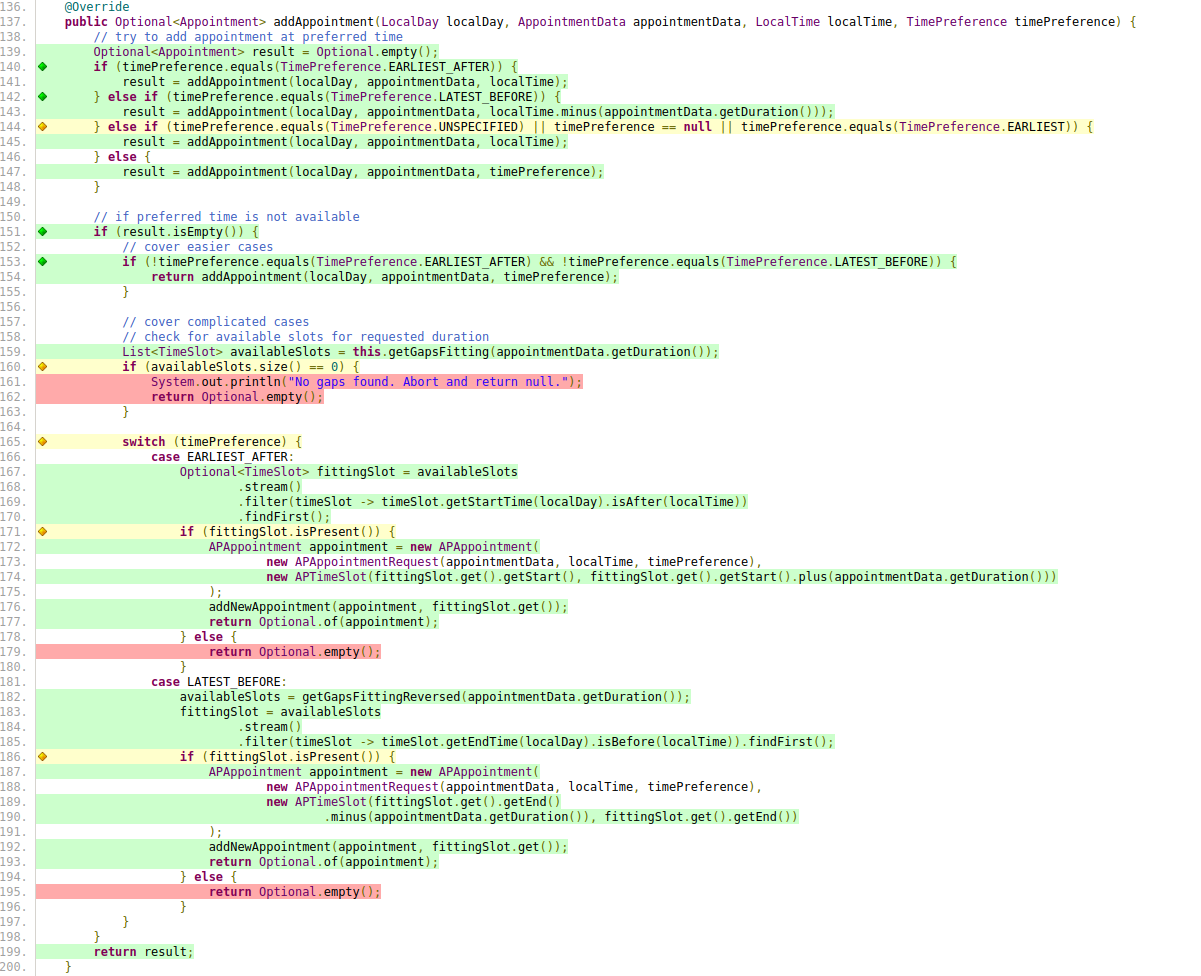 136. @Override
137. public Optional<Appointment> addAppointment(LocalDay localDay, AppointmentData appointmentData, LocalTime localTime, TimePreference timePreference) {
138. // try to add appointment at preferred time
139. Optional<Appointment> result = Optional.empty();
140. if (timePreference.equals(TimePreference.EARLIEST_AFTER)) {
141. result = addAppointment(localDay, appointmentData, localTime);
142. } else if (timePreference.equals(TimePreference.LATEST_BEFORE)) {
143. result = addAppointment(localDay, appointmentData, localTime.minus(appointmentData.getDuration()));
144. } else if (timePreference.equals(TimePreference.UNSPECIFIED) || timePreference == null || timePreference.equals(TimePreference.EARLIEST)) {
145. result = addAppointment(localDay, appointmentData, localTime);
146. } else {
147. result = addAppointment(localDay, appointmentData, timePreference);
148. }
149.
150. // if preferred time is not available
151. if (result.isEmpty()) {
152. // cover easier cases
153. if (!timePreference.equals(TimePreference.EARLIEST_AFTER) && !timePreference.equals(TimePreference.LATEST_BEFORE)) {
154. return addAppointment(localDay, appointmentData, timePreference);
155. }
156.
157. // cover complicated cases
158. // check for available slots for requested duration
159. List<TimeSlot> availableSlots = this.getGapsFitting(appointmentData.getDuration());
160. if (availableSlots.size() == 0) {
161. System.out.println("No gaps found. Abort and return null.");
162. return Optional.empty();
163. }
164.
165. switch (timePreference) {
166. case EARLIEST_AFTER:
167. Optional<TimeSlot> fittingSlot = availableSlots
168. .stream()
169. .filter(timeSlot -> timeSlot.getStartTime(localDay).isAfter(localTime))
170. .findFirst();
171. if (fittingSlot.isPresent()) {
172. APAppointment appointment = new APAppointment(
173. new APAppointmentRequest(appointmentData, localTime, timePreference),
174. new APTimeSlot(fittingSlot.get().getStart(), fittingSlot.get().getStart().plus(appointmentData.getDuration()))
175. );
176. addNewAppointment(appointment, fittingSlot.get());
177. return Optional.of(appointment);
178. } else {
179. return Optional.empty();
180. }
181. case LATEST_BEFORE:
182. availableSlots = getGapsFittingReversed(appointmentData.getDuration());
183. fittingSlot = availableSlots
184. .stream()
185. .filter(timeSlot -> timeSlot.getEndTime(localDay).isBefore(localTime)).findFirst();
186. if (fittingSlot.isPresent()) {
187. APAppointment appointment = new APAppointment(
188. new APAppointmentRequest(appointmentData, localTime, timePreference),
189. new APTimeSlot(fittingSlot.get().getEnd()
190. .minus(appointmentData.getDuration()), fittingSlot.get().getEnd())
191. );
192. addNewAppointment(appointment, fittingSlot.get());
193. return Optional.of(appointment);
194. } else {
195. return Optional.empty();
196. }
197. }
198. }
199. return result;
200. }